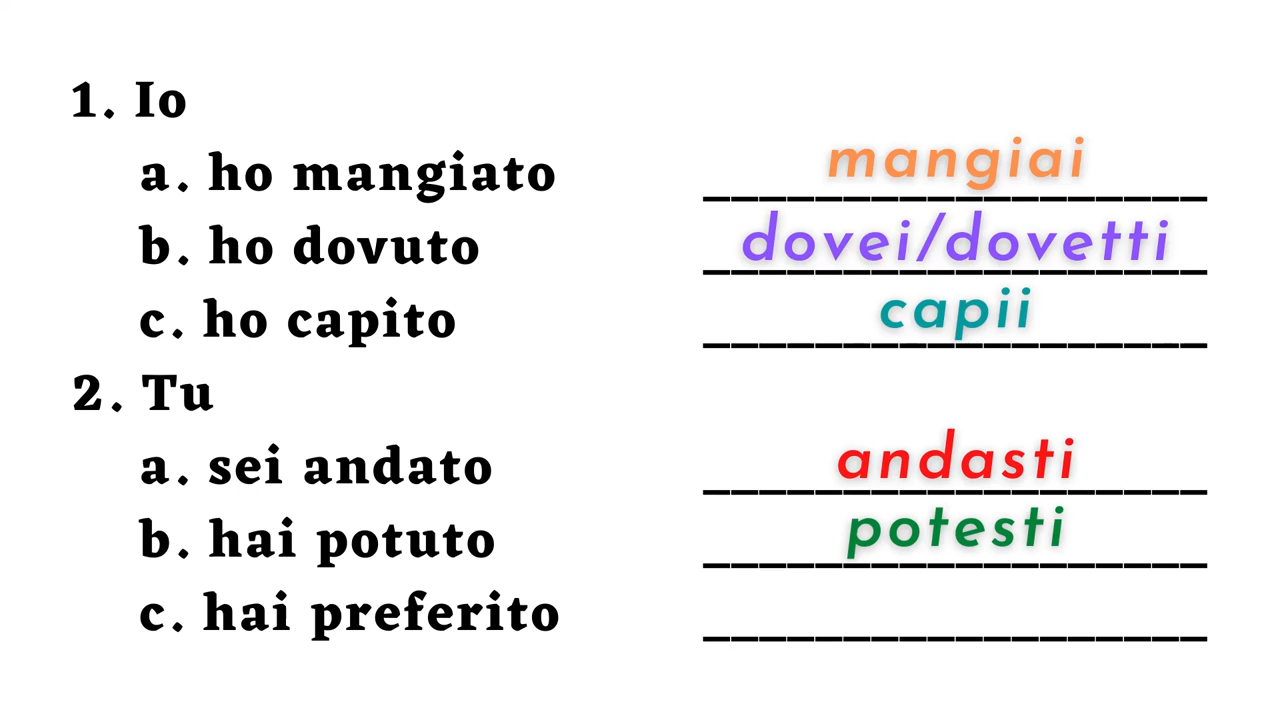 1. Io
a. ho mangiato mangiai
b. ho dovuto dovei/dovetti
c. ho capito capii
2. Tu
a. sei andato andasti
b. hai potuto potesti
c. hai preferito